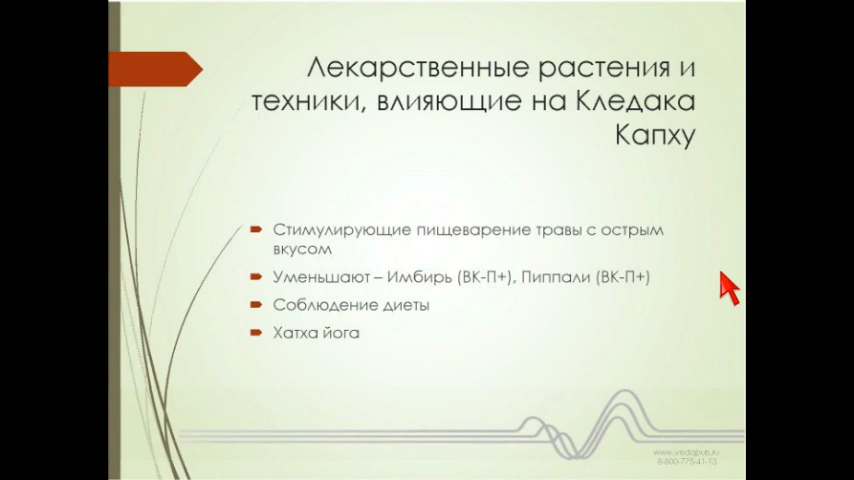 Лекарственные растения и
техники, влияющие на Кледака
Капху
Стимулирующие пищеварение травы с острым
вкусом
Уменьшают – Имбирь (ВК-П+), Пиппали (ВК-П+)
Соблюдение диеты
Хатха йога
www.vedapuls.ru
8-800-775-41-13